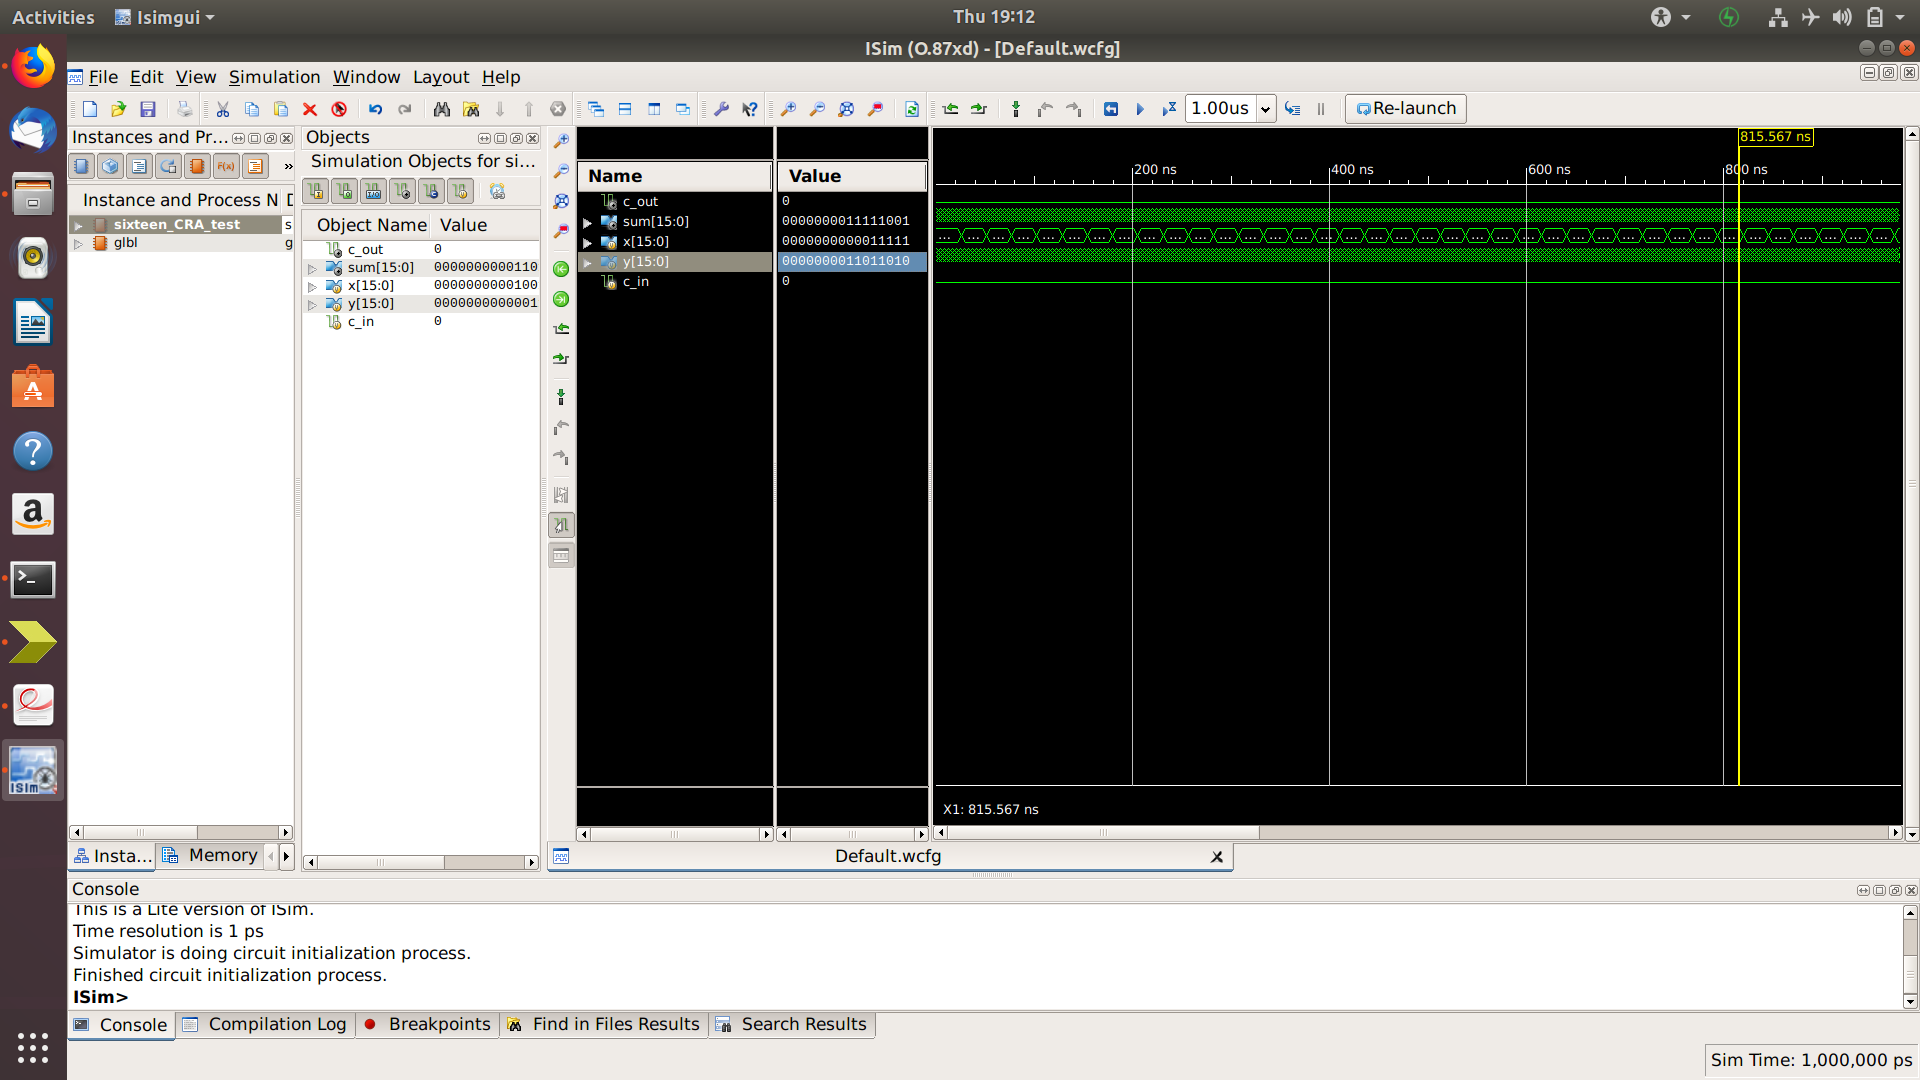 Activities
Isimgui
Thu 19:12
ISim (O.87xd) - [Default.wcfg]
File Edit View Simulation Window Layout Help
1.00us
Re-launch
Instances and Pr...
Objects
Simulation Objects for si...
Instance and Process N
sixteen_CRA_test s
glbl g
Object Name Value
c_out 0
sum[15:0] 0000000000110
x[15:0] 0000000000100
y[15:0] 0000000000001
c_in 0
Name Value
c_out 0
sum[15:0] 0000000011111001
x[15:0] 0000000000011111
y[15:0] 0000000011011010
c_in 0
815.567 ns
200 ns 400 ns 600 ns 800 ns
X1: 815.567 ns
Insta... Memory
Default.wcfg
Console
This is a Lite version of ISim.
Time resolution is 1 ps
Simulator is doing circuit initialization process.
Finished circuit initialization process.
ISim>
Console Compilation Log Breakpoints Find in Files Results Search Results
Sim Time: 1,000,000 ps